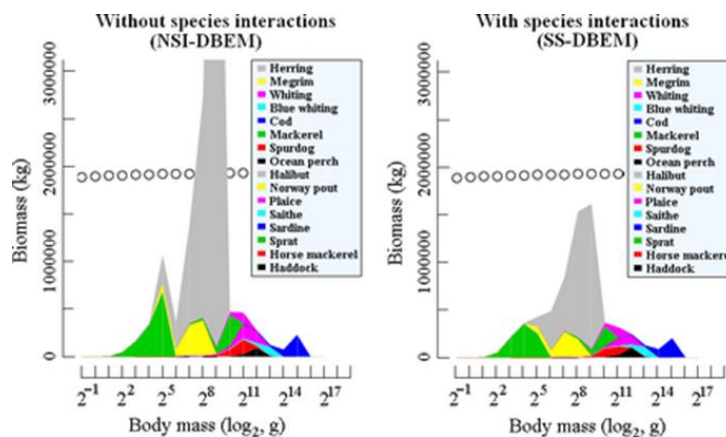 Without species interactions
(NSI-DBEM)
Biomass (kg)
3000000
2000000
1000000
0
Herring
Megrim
Whiting
Blue whiting
Cod
Mackerel
Spurdog
Ocean perch
Halibut
Norway pout
Plaice
Saithe
Sardine
Sprat
Horse mackerel
Haddock
2^-1 2^2 2^5 2^8 2^11 2^14 2^17
Body mass (log₂, g)
With species interactions
(SS-DBEM)
Biomass (kg)
3000000
2000000
1000000
0
Herring
Megrim
Whiting
Blue whiting
Cod
Mackerel
Spurdog
Ocean perch
Halibut
Norway pout
Plaice
Saithe
Sardine
Sprat
Horse mackerel
Haddock
2^-1 2^2 2^5 2^8 2^11 2^14 2^17
Body mass (log₂, g)